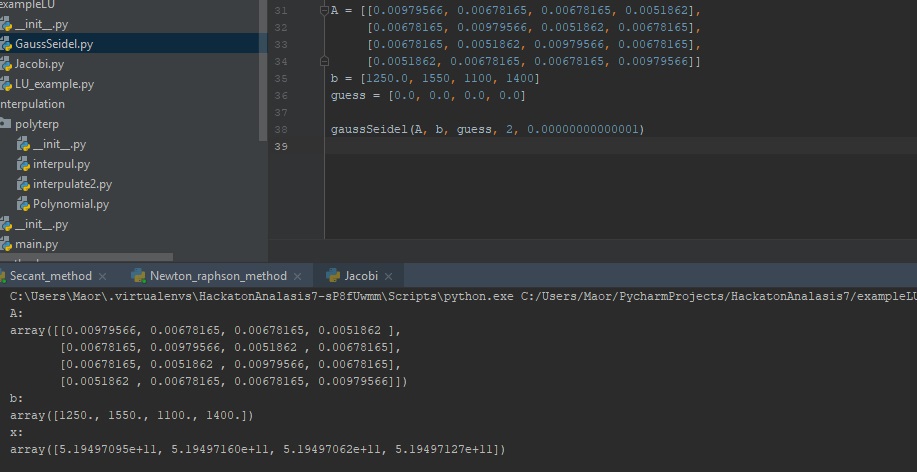 exampleLU
__init__.py
GaussSeidel.py
Jacobi.py
LU_example.py
nterpulation
polyterp
__init__.py
interpul.py
interpulate2.py
Polynomial.py
__init__.py
main.py
31 A = [[0.00979566, 0.00678165, 0.00678165, 0.0051862],
32 [0.00678165, 0.00979566, 0.0051862, 0.00678165],
33 [0.00678165, 0.0051862, 0.00979566, 0.00678165],
34 [0.0051862, 0.00678165, 0.00678165, 0.00979566]]
35 b = [1250.0, 1550, 1100, 1400]
36 guess = [0.0, 0.0, 0.0, 0.0]
37
38 gaussSeidel(A, b, guess, 2, 0.00000000000001)
39
Secant_method × Newton_raphson_method × Jacobi ×
C:\Users\Maor\.virtualenvs\HackatonAnalasis7-sP8fUwmm\Scripts\python.exe C:/Users/Maor/PycharmProjects/HackatonAnalasis7/exampleLU
A:
array([[0.00979566, 0.00678165, 0.00678165, 0.0051862 ],
[0.00678165, 0.00979566, 0.0051862 , 0.00678165],
[0.00678165, 0.0051862 , 0.00979566, 0.00678165],
[0.0051862 , 0.00678165, 0.00678165, 0.00979566]])
b:
array([1250., 1550., 1100., 1400.])
x:
array([5.19497095e+11, 5.19497160e+11, 5.19497062e+11, 5.19497127e+11])